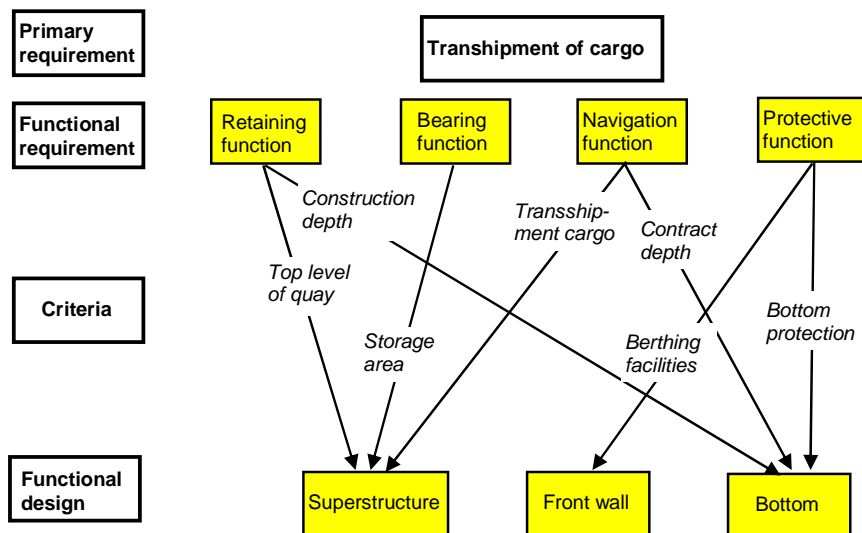 Primary
requirement
Transhipment of cargo
Functional
requirement
Retaining
function
Bearing
function
Navigation
function
Protective
function
Construction
depth
Transship-
ment cargo
Contract
depth
Top level
of quay
Criteria
Storage
area
Berthing
facilities
Bottom
protection
Functional
design
Superstructure
Front wall
Bottom